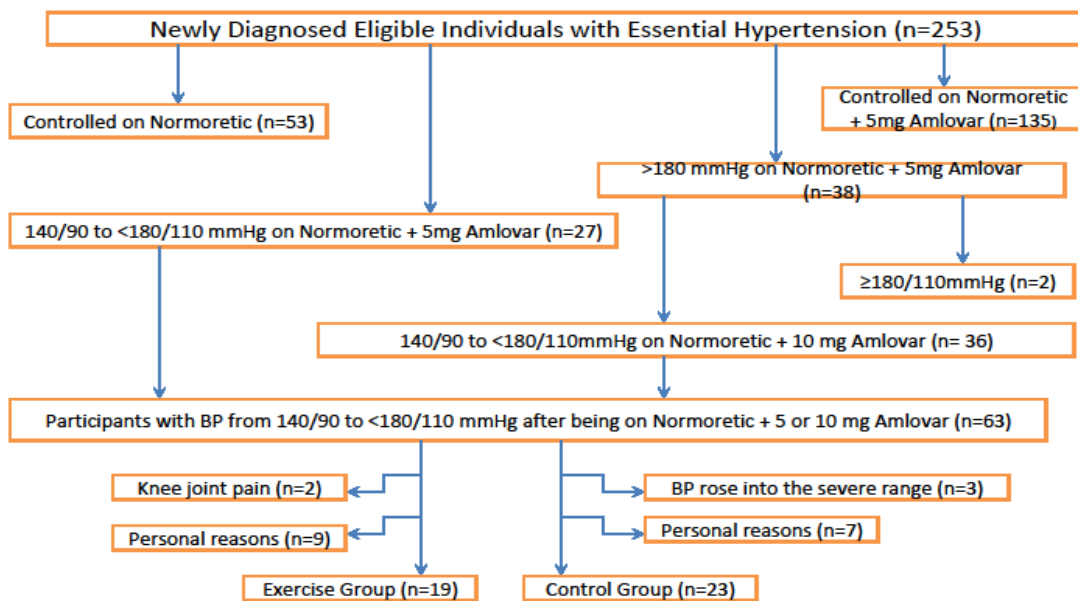 Newly Diagnosed Eligible Individuals with Essential Hypertension (n=253)
Controlled on Normoretic (n=53)
Controlled on Normoretic
+ 5mg Amlovar (n=135)
>180 mmHg on Normoretic + 5mg Amlovar
(n=38)
140/90 to <180/110 mmHg on Normoretic + 5mg Amlovar (n=27)
≥180/110mmHg (n=2)
140/90 to <180/110mmHg on Normoretic + 10 mg Amlovar (n= 36)
Participants with BP from 140/90 to <180/110 mmHg after being on Normoretic + 5 or 10 mg Amlovar (n=63)
Knee joint pain (n=2)
BP rose into the severe range (n=3)
Personal reasons (n=9)
Personal reasons (n=7)
Exercise Group (n=19)
Control Group (n=23)